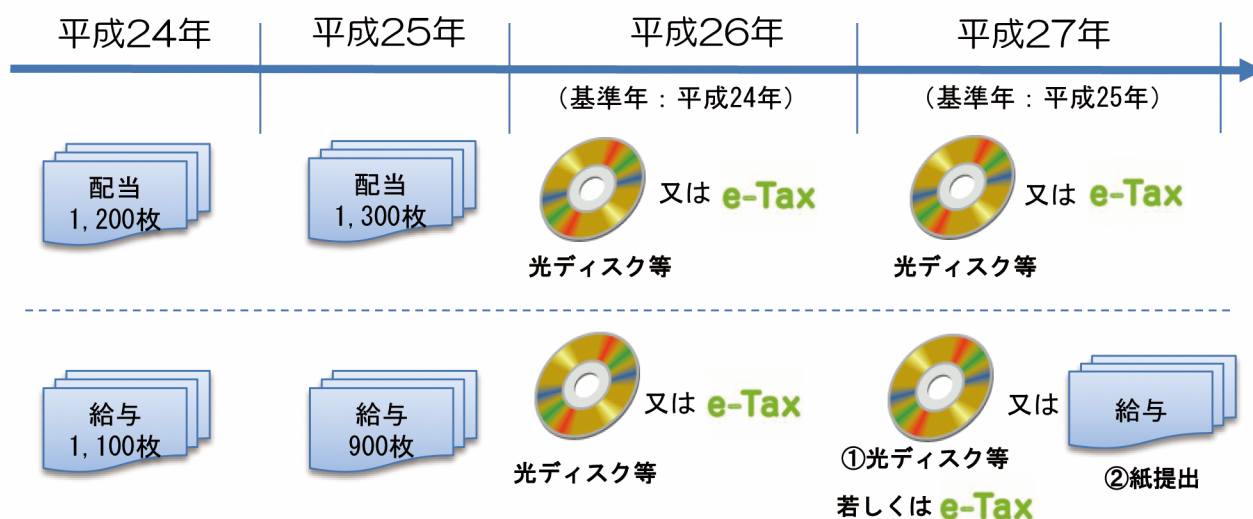 平成24年
平成25年
平成26年
平成27年
（基準年：平成24年）
（基準年：平成25年）
配当
1,200枚
配当
1,300枚
又は e-Tax
光ディスク等
又は e-Tax
光ディスク等
給与
1,100枚
給与
900枚
又は e-Tax
光ディスク等
又は
給与
①光ディスク等
若しくは e-Tax
②紙提出